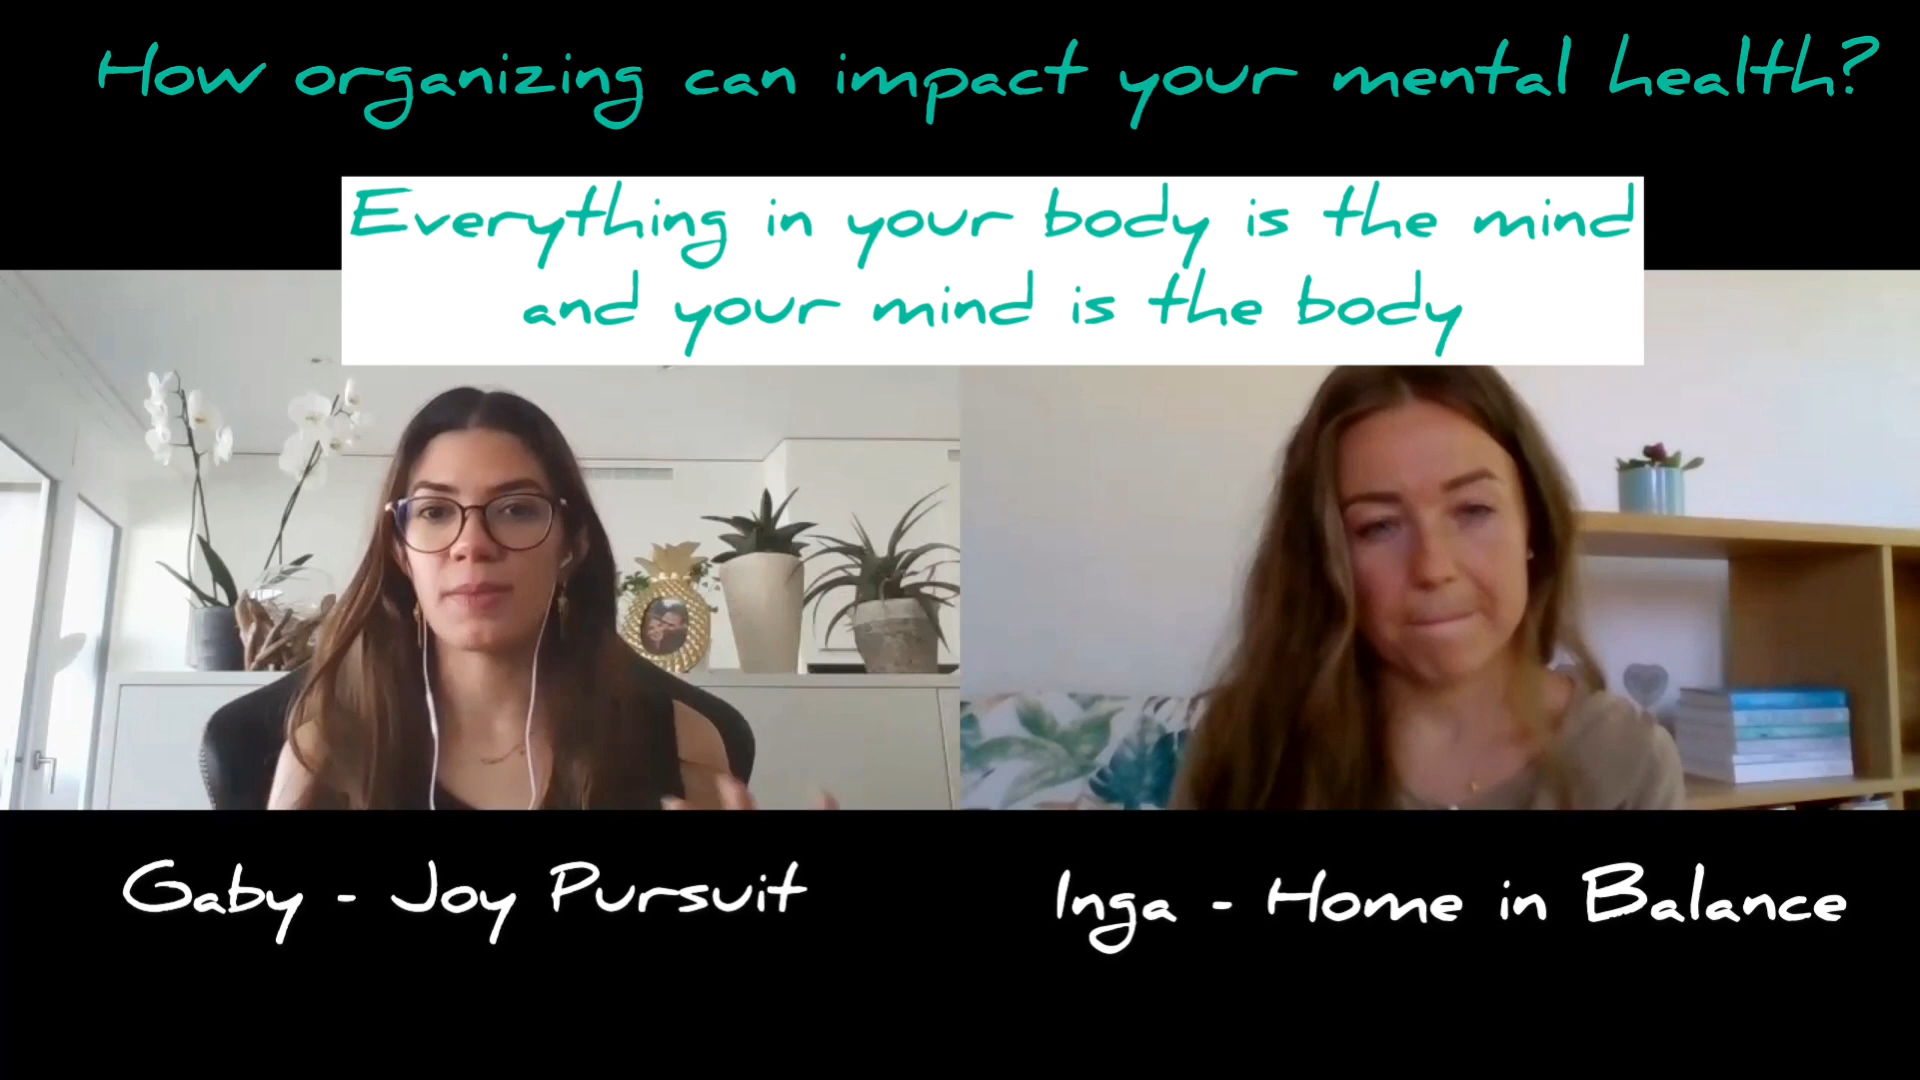 How organizing can impact your mental health?
Everything in your body is the mind
and your mind is the body
Gaby - Joy Pursuit
Inga - Home in Balance